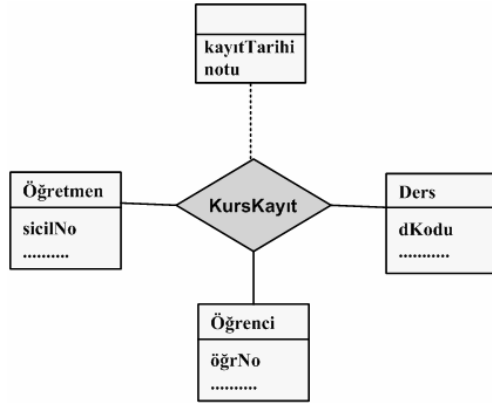 kayıtTarihi
notu
Öğretmen
sicilNo
..........
KursKayıt
Ders
dKodu
...........
Öğrenci
öğrNo
..........